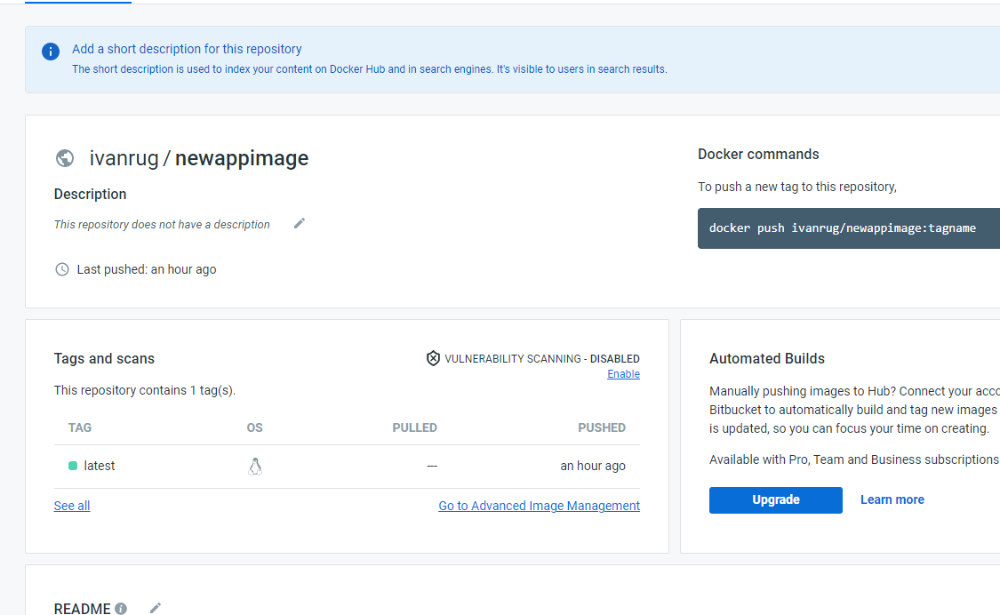 Add a short description for this repository
The short description is used to index your content on Docker Hub and in search engines. It's visible to users in search results.
ivanrug / newappimage
Description
This repository does not have a description
Last pushed: an hour ago
Docker commands
To push a new tag to this repository,
docker push ivanrug/newappimage:tagname
Tags and scans
VULNERABILITY SCANNING - DISABLED
Enable
This repository contains 1 tag(s).
TAG OS PULLED PUSHED
latest --- an hour ago
See all Go to Advanced Image Management
Automated Builds
Manually pushing images to Hub? Connect your acco
Bitbucket to automatically build and tag new images
is updated, so you can focus your time on creating.
Available with Pro, Team and Business subscriptions
Upgrade Learn more
README